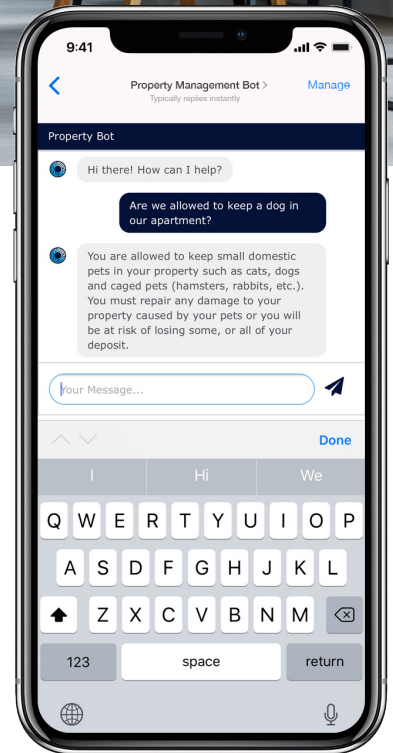 9:41
Property Management Bot >
Manage
Typically replies instantly
Property Bot
Hi there! How can I help?
Are we allowed to keep a dog in
our apartment?
You are allowed to keep small domestic
pets in your property such as cats, dogs
and caged pets (hamsters, rabbits, etc.).
You must repair any damage to your
property caused by your pets or you will
be at risk of losing some, or all of your
deposit.
Your Message...
Done
I Hi We
Q W E R T Y U I O P
A S D F G H J K L
Z X C V B N M
123 space return